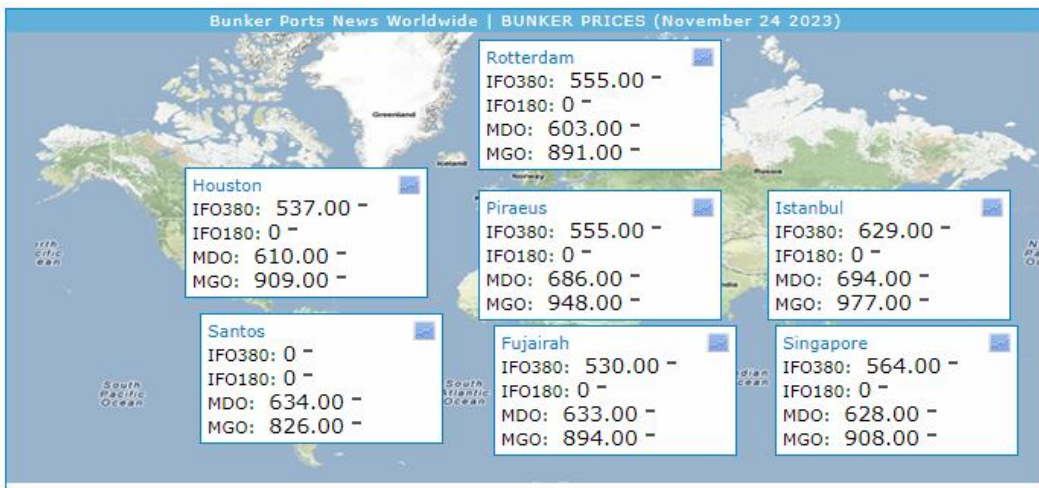 Bunker Ports News Worldwide | BUNKER PRICES (November 24 2023)
Rotterdam
IFO380: 555.00 -
IFO180: 0 -
MDO: 603.00 -
MGO: 891.00 -
Greenland
Iceland
Norway
Russia
Houston
IFO380: 537.00 -
IFO180: 0 -
MDO: 610.00 -
MGO: 909.00 -
Piraeus
IFO380: 555.00 -
IFO180: 0 -
MDO: 686.00 -
MGO: 948.00 -
Istanbul
IFO380: 629.00 -
IFO180: 0 -
MDO: 694.00 -
MGO: 977.00 -
Santos
IFO380: 0 -
IFO180: 0 -
MDO: 634.00 -
MGO: 826.00 -
Fujairah
IFO380: 530.00 -
IFO180: 0 -
MDO: 633.00 -
MGO: 894.00 -
Singapore
IFO380: 564.00 -
IFO180: 0 -
MDO: 628.00 -
MGO: 908.00 -
South
Pacific
Ocean
South
Atlantic
Ocean